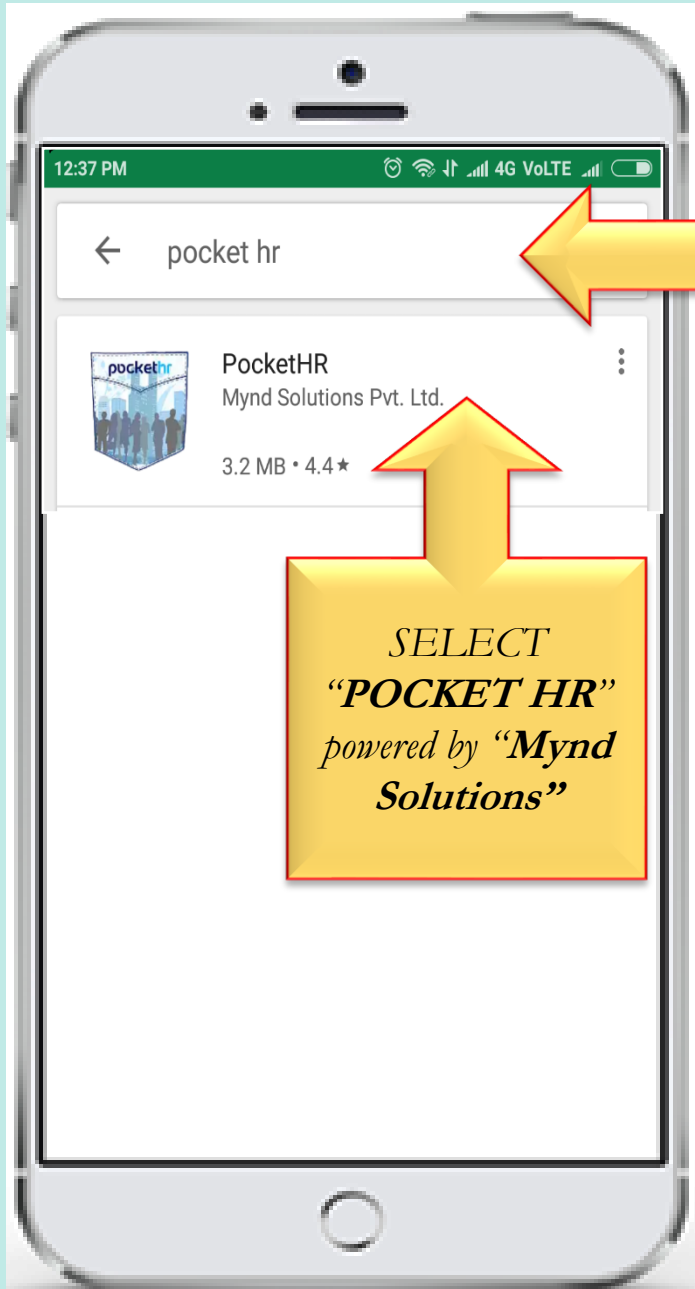 12:37 PM 4G VoLTE
pocket hr
pockethr
PocketHR
Mynd Solutions Pvt. Ltd.
3.2 MB • 4.4★
SELECT
“POCKET HR”
powered by “Mynd
Solutions”